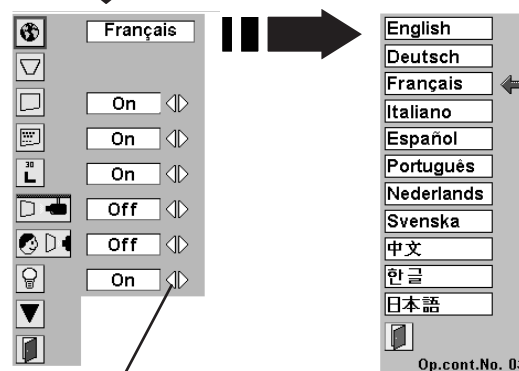 Français
On
On
30
L
On
Off
Off
On
English
Deutsch
Français
Italiano
Español
Português
Nederlands
Svenska
中文
한글
日本語
Op.cont.No.